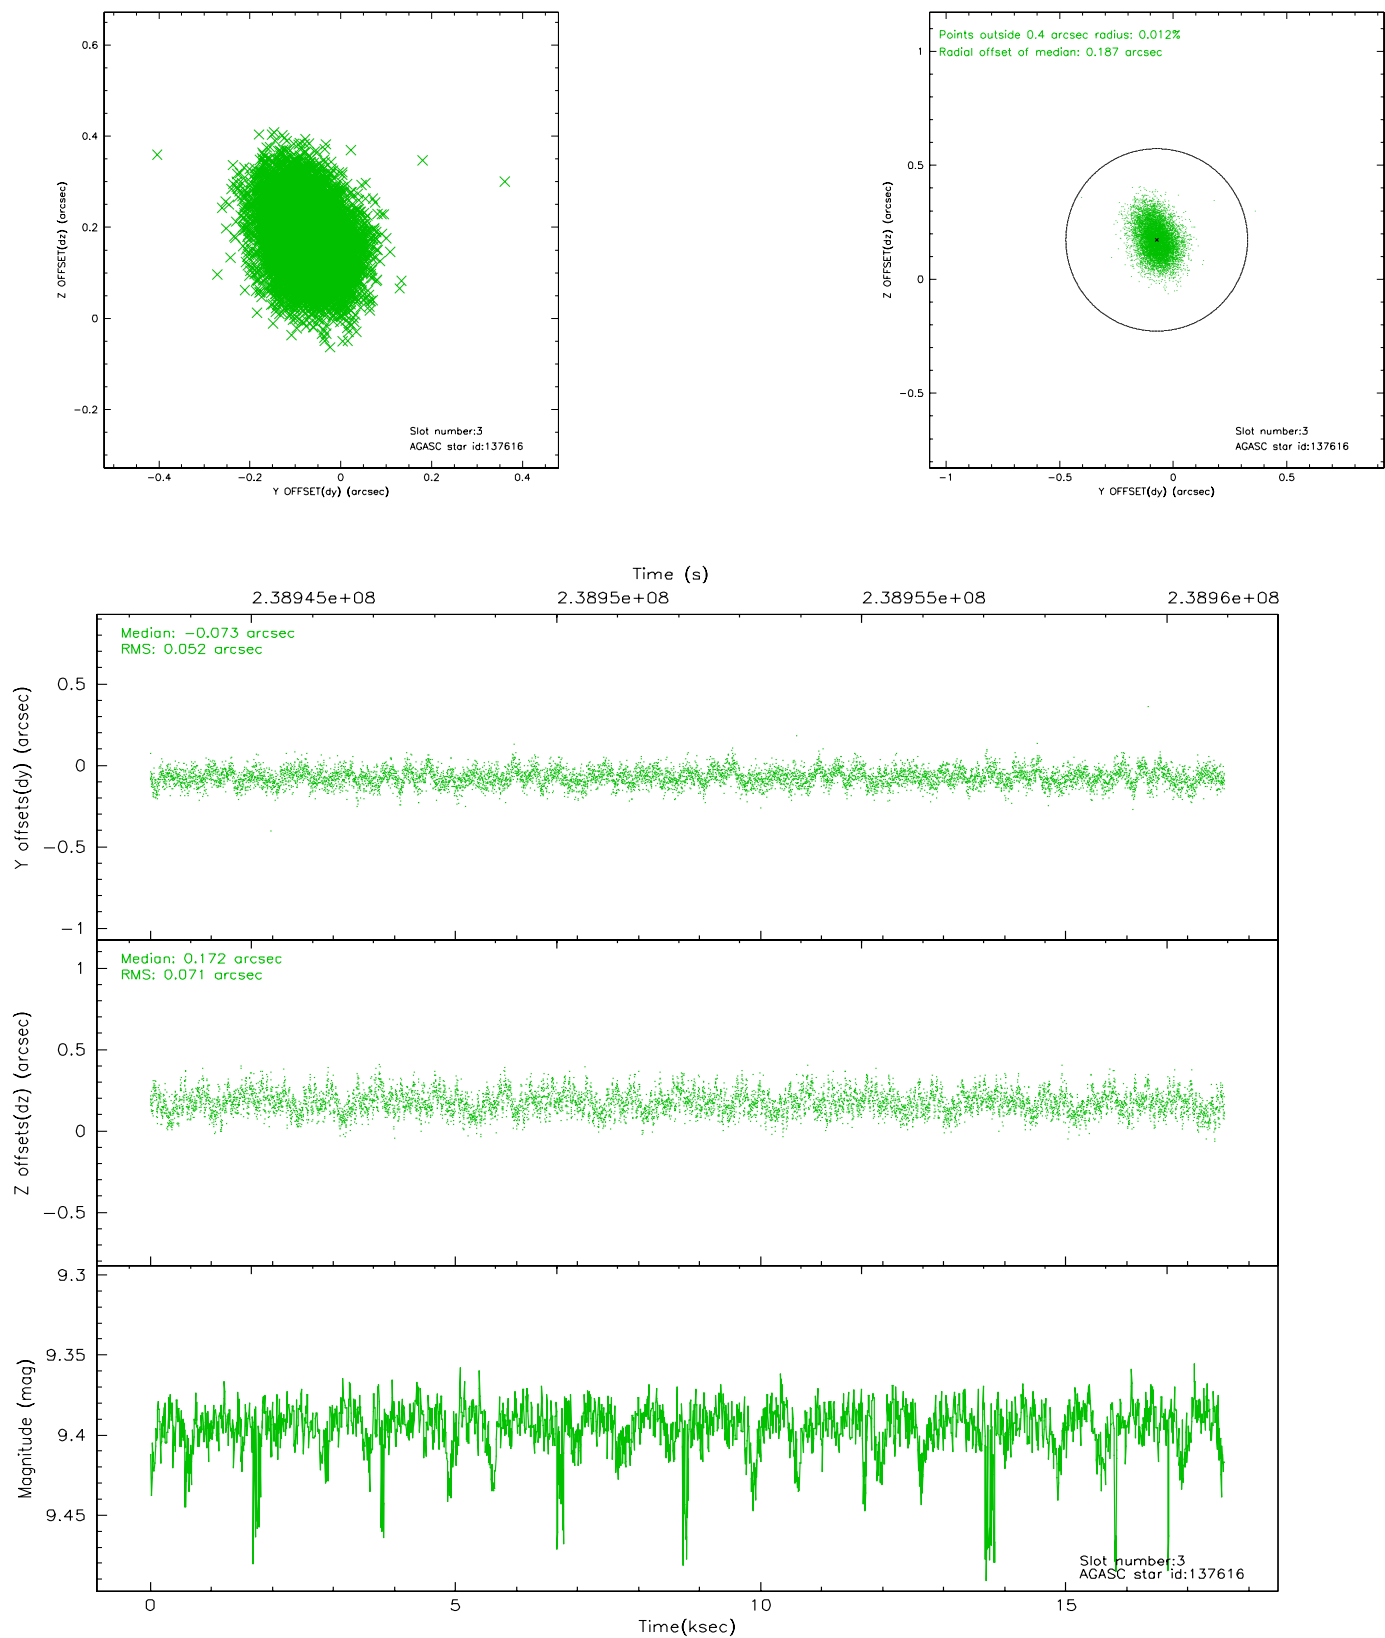 0.6
0.4
0.2
0
−0.2
Z OFFSET(dz) (arcsec)
Slot number:3
AGASC star id:137616
−0.4 −0.2 0 0.2 0.4
Y OFFSET(dy) (arcsec)
Points outside 0.4 arcsec radius: 0.012%
Radial offset of median: 0.187 arcsec
1
0.5
0
−0.5
Z OFFSET(dz) (arcsec)
Slot number:3
AGASC star id:137616
−1 −0.5 0 0.5
Y OFFSET(dy) (arcsec)
Time (s)
2.38945e+08 2.3895e+08 2.38955e+08 2.3896e+08
Median: −0.073 arcsec
RMS: 0.052 arcsec
0.5
0
−0.5
−1
Y offsets(dy) (arcsec)
Median: 0.172 arcsec
RMS: 0.071 arcsec
1
0.5
0
−0.5
Z offsets(dz) (arcsec)
9.3
9.35
9.4
9.45
Magnitude (mag)
Slot number:3
AGASC star id:137616
0 5 10 15
Time(ksec)